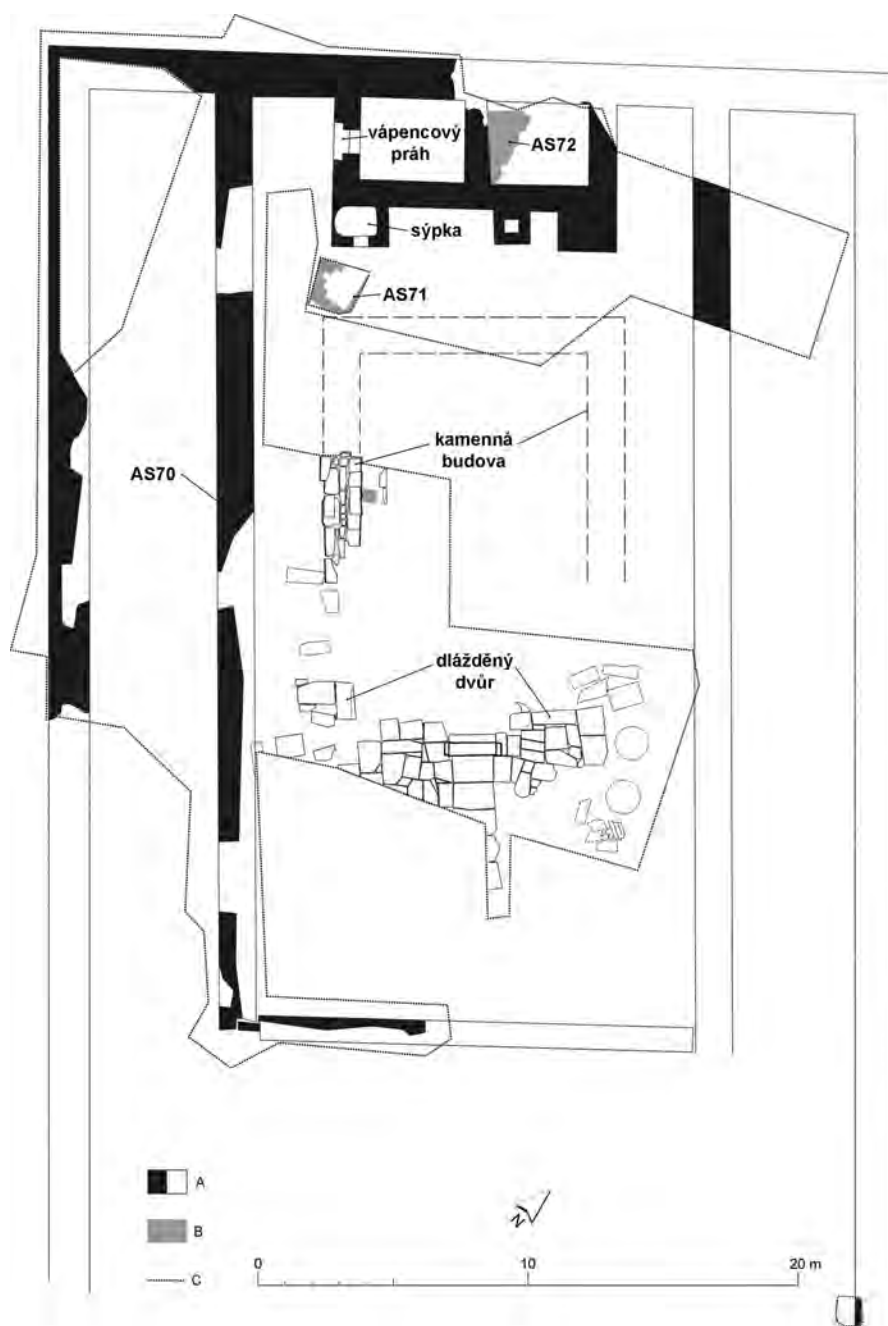 vápencový
práh
AS72
sýpka
AS71
kamenná
budova
AS70
dlážděný
dvůr
A
B
C
N
0 10 20 m